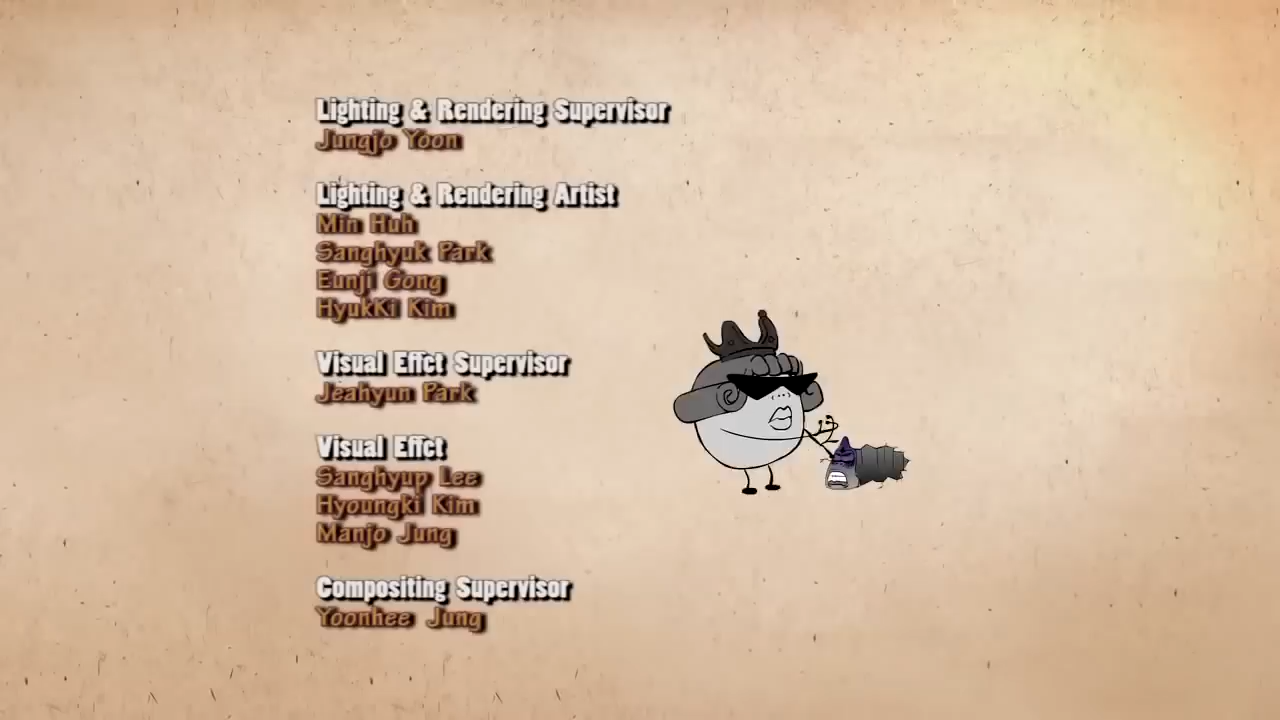 Lighting & Rendering Supervisor
Jungjo Yoon
Lighting & Rendering Artist
Min Huh
Sanghyuk Park
Eunji Gong
HyukKi Kim
Visual Effct Supervisor
Jeahyun Park
Visual Effct
Sanghyup Lee
Hyoungki Kim
Manjo Jung
Compositing Supervisor
Yoonhee Jung